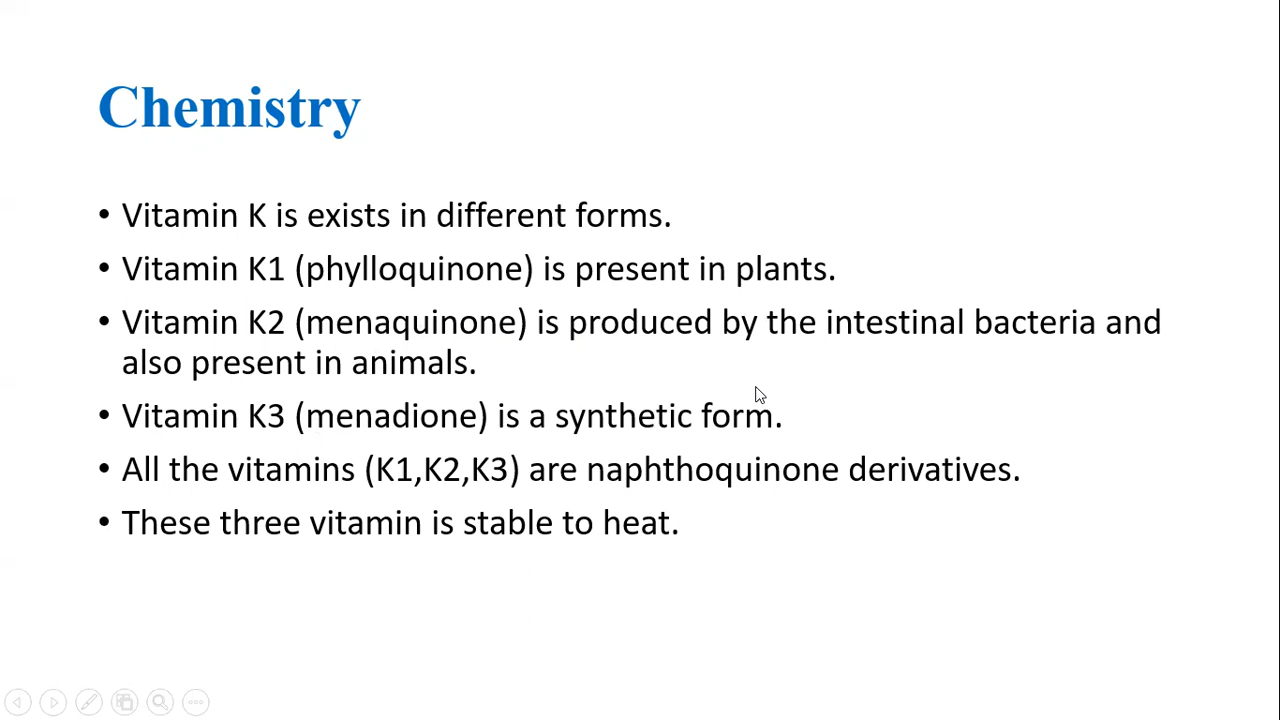 Chemistry
• Vitamin K is exists in different forms.
• Vitamin K1 (phylloquinone) is present in plants.
• Vitamin K2 (menaquinone) is produced by the intestinal bacteria and
also present in animals.
• Vitamin K3 (menadione) is a synthetic form.
• All the vitamins (K1,K2,K3) are naphthoquinone derivatives.
• These three vitamin is stable to heat.